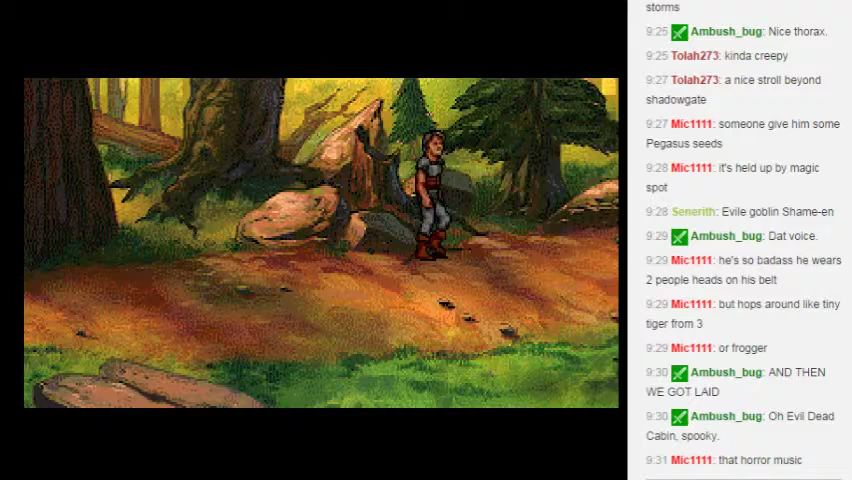 storms
9:25 Ambush_bug: Nice thorax.
9:25 Tolah273: kinda creepy
9:27 Tolah273: a nice stroll beyond
shadowgate
9:27 Mic1111: someone give him some
Pegasus seeds
9:28 Mic1111: it's held up by magic
spot
9:28 Senerith: Evile goblin Shame-en
9:29 Ambush_bug: Dat voice.
9:29 Mic1111: he's so badass he wears
2 people heads on his belt
9:29 Mic1111: but hops around like tiny
tiger from 3
9:29 Mic1111: or frogger
9:30 Ambush_bug: AND THEN
WE GOT LAID
9:30 Ambush_bug: Oh Evil Dead
Cabin, spooky.
9:31 Mic1111: that horror music